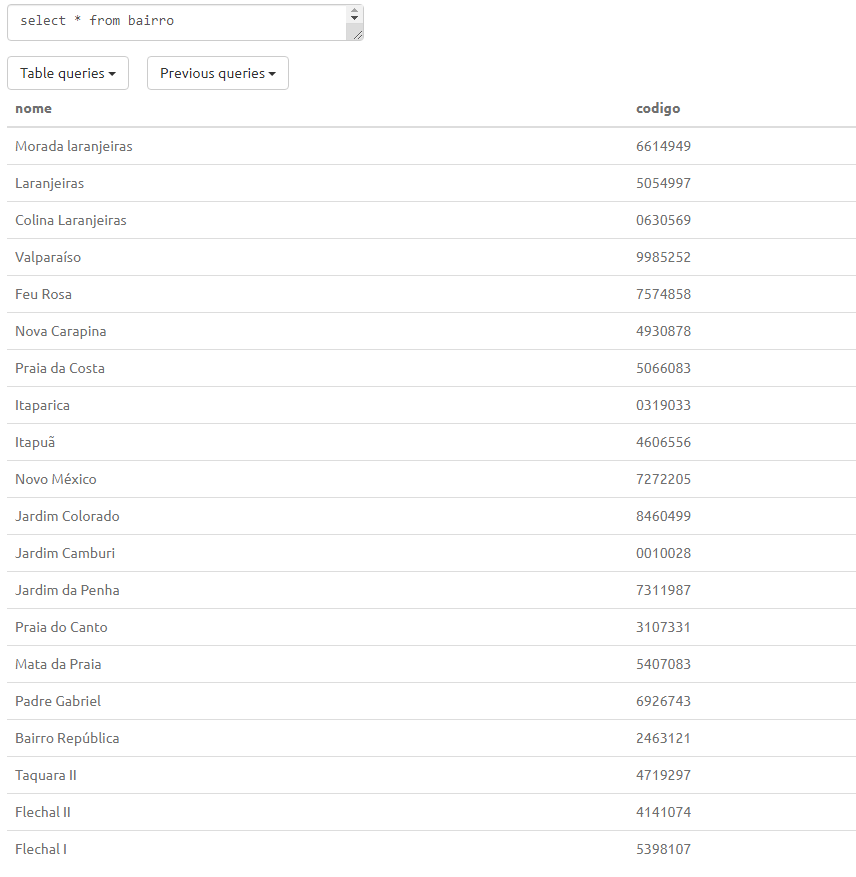 select * from bairro
Table queries Previous queries
nome codigo
Morada laranjeiras 6614949
Laranjeiras 5054997
Colina Laranjeiras 0630569
Valparaíso 9985252
Feu Rosa 7574858
Nova Carapina 4930878
Praia da Costa 5066083
Itaparica 0319033
Itapuã 4606556
Novo México 7272205
Jardim Colorado 8460499
Jardim Camburi 0010028
Jardim da Penha 7311987
Praia do Canto 3107331
Mata da Praia 5407083
Padre Gabriel 6926743
Bairro República 2463121
Taquara II 4719297
Flechal II 4141074
Flechal I 5398107